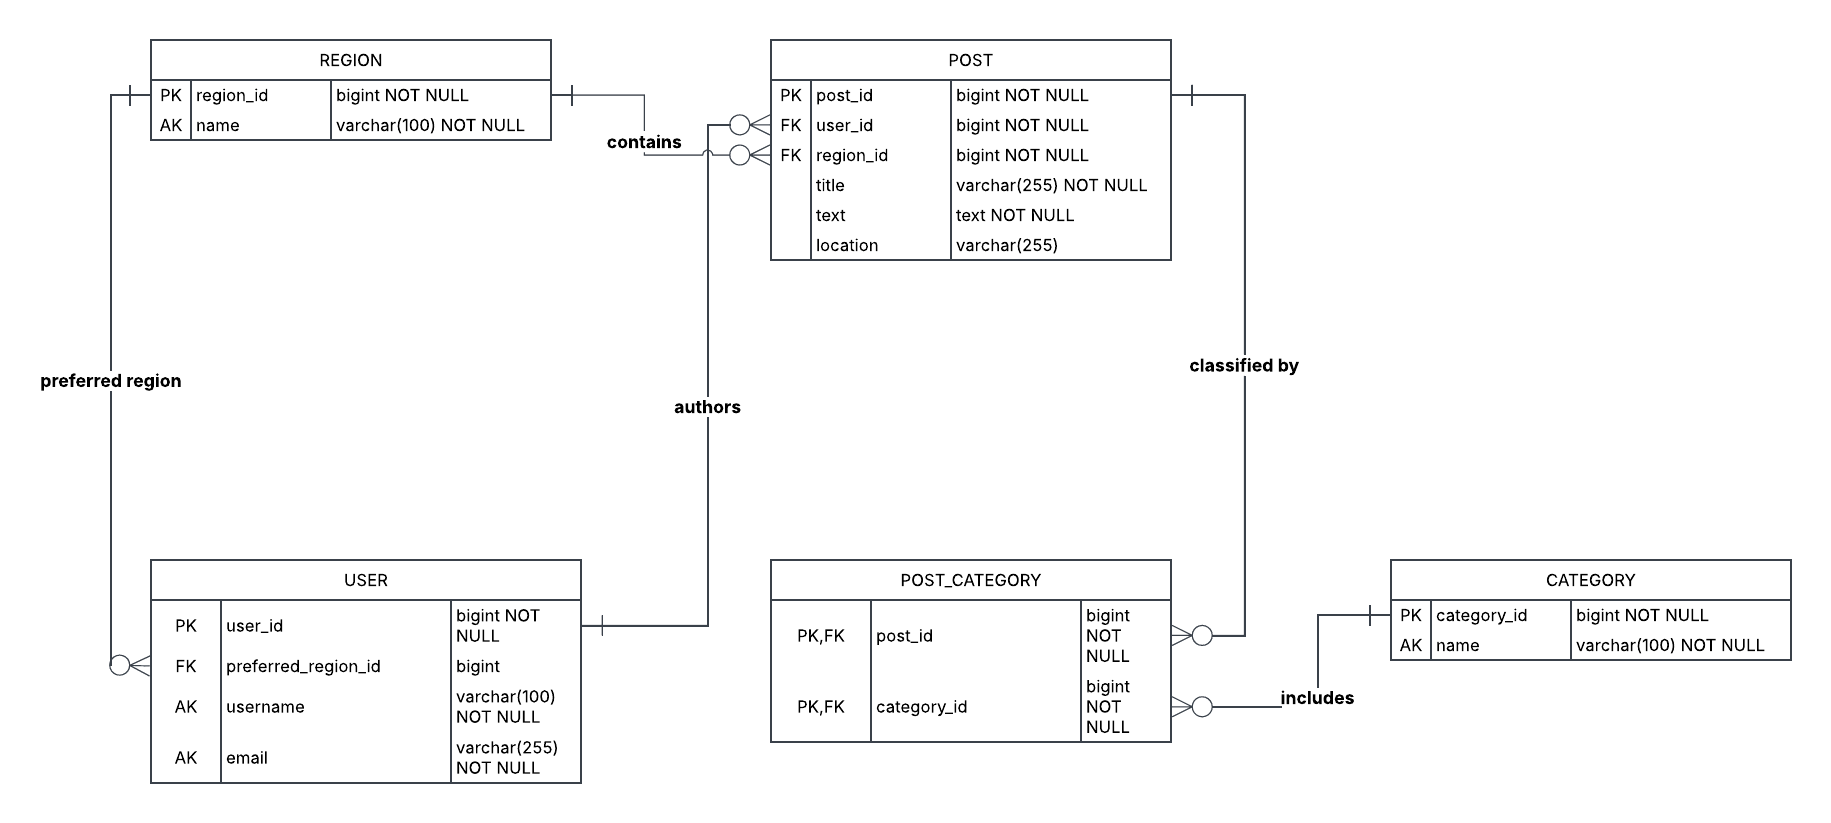 REGION
PK region_id bigint NOT NULL
AK name varchar(100) NOT NULL
contains
POST
PK post_id bigint NOT NULL
FK user_id bigint NOT NULL
FK region_id bigint NOT NULL
title varchar(255) NOT NULL
text text NOT NULL
location varchar(255)
preferred region
authors
classified by
USER
PK user_id bigint NOT
NULL
FK preferred_region_id bigint
AK username varchar(100)
NOT NULL
AK email varchar(255)
NOT NULL
POST_CATEGORY
PK,FK post_id bigint
NOT
NULL
PK,FK category_id bigint
NOT
NULL
includes
CATEGORY
PK category_id bigint NOT NULL
AK name varchar(100) NOT NULL